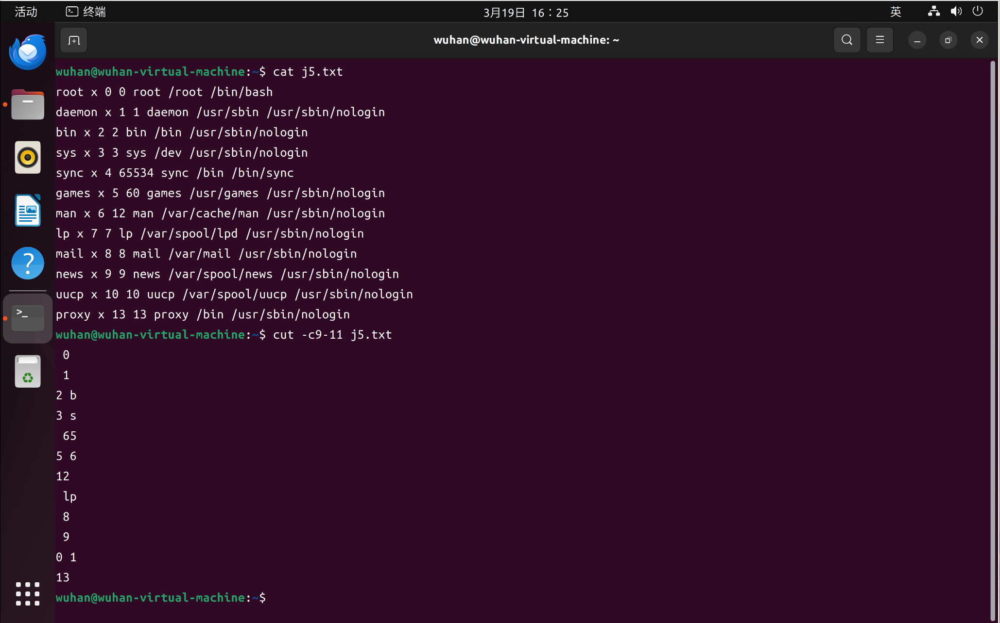 活动
终端
3月19日 16：25
英
wuhan@wuhan-virtual-machine: ~
wuhan@wuhan-virtual-machine:~$ cat j5.txt
root x 0 0 root /root /bin/bash
daemon x 1 1 daemon /usr/sbin /usr/sbin/nologin
bin x 2 2 bin /bin /usr/sbin/nologin
sys x 3 3 sys /dev /usr/sbin/nologin
sync x 4 65534 sync /bin /bin/sync
games x 5 60 games /usr/games /usr/sbin/nologin
man x 6 12 man /var/cache/man /usr/sbin/nologin
lp x 7 7 lp /var/spool/lpd /usr/sbin/nologin
mail x 8 8 mail /var/mail /usr/sbin/nologin
news x 9 9 news /var/spool/news /usr/sbin/nologin
uucp x 10 10 uucp /var/spool/uucp /usr/sbin/nologin
proxy x 13 13 proxy /bin /usr/sbin/nologin
wuhan@wuhan-virtual-machine:~$ cut -c9-11 j5.txt
 0
 1
2 b
3 s
 65
5 6
12
 lp
 8
 9
0 1
13
wuhan@wuhan-virtual-machine:~$